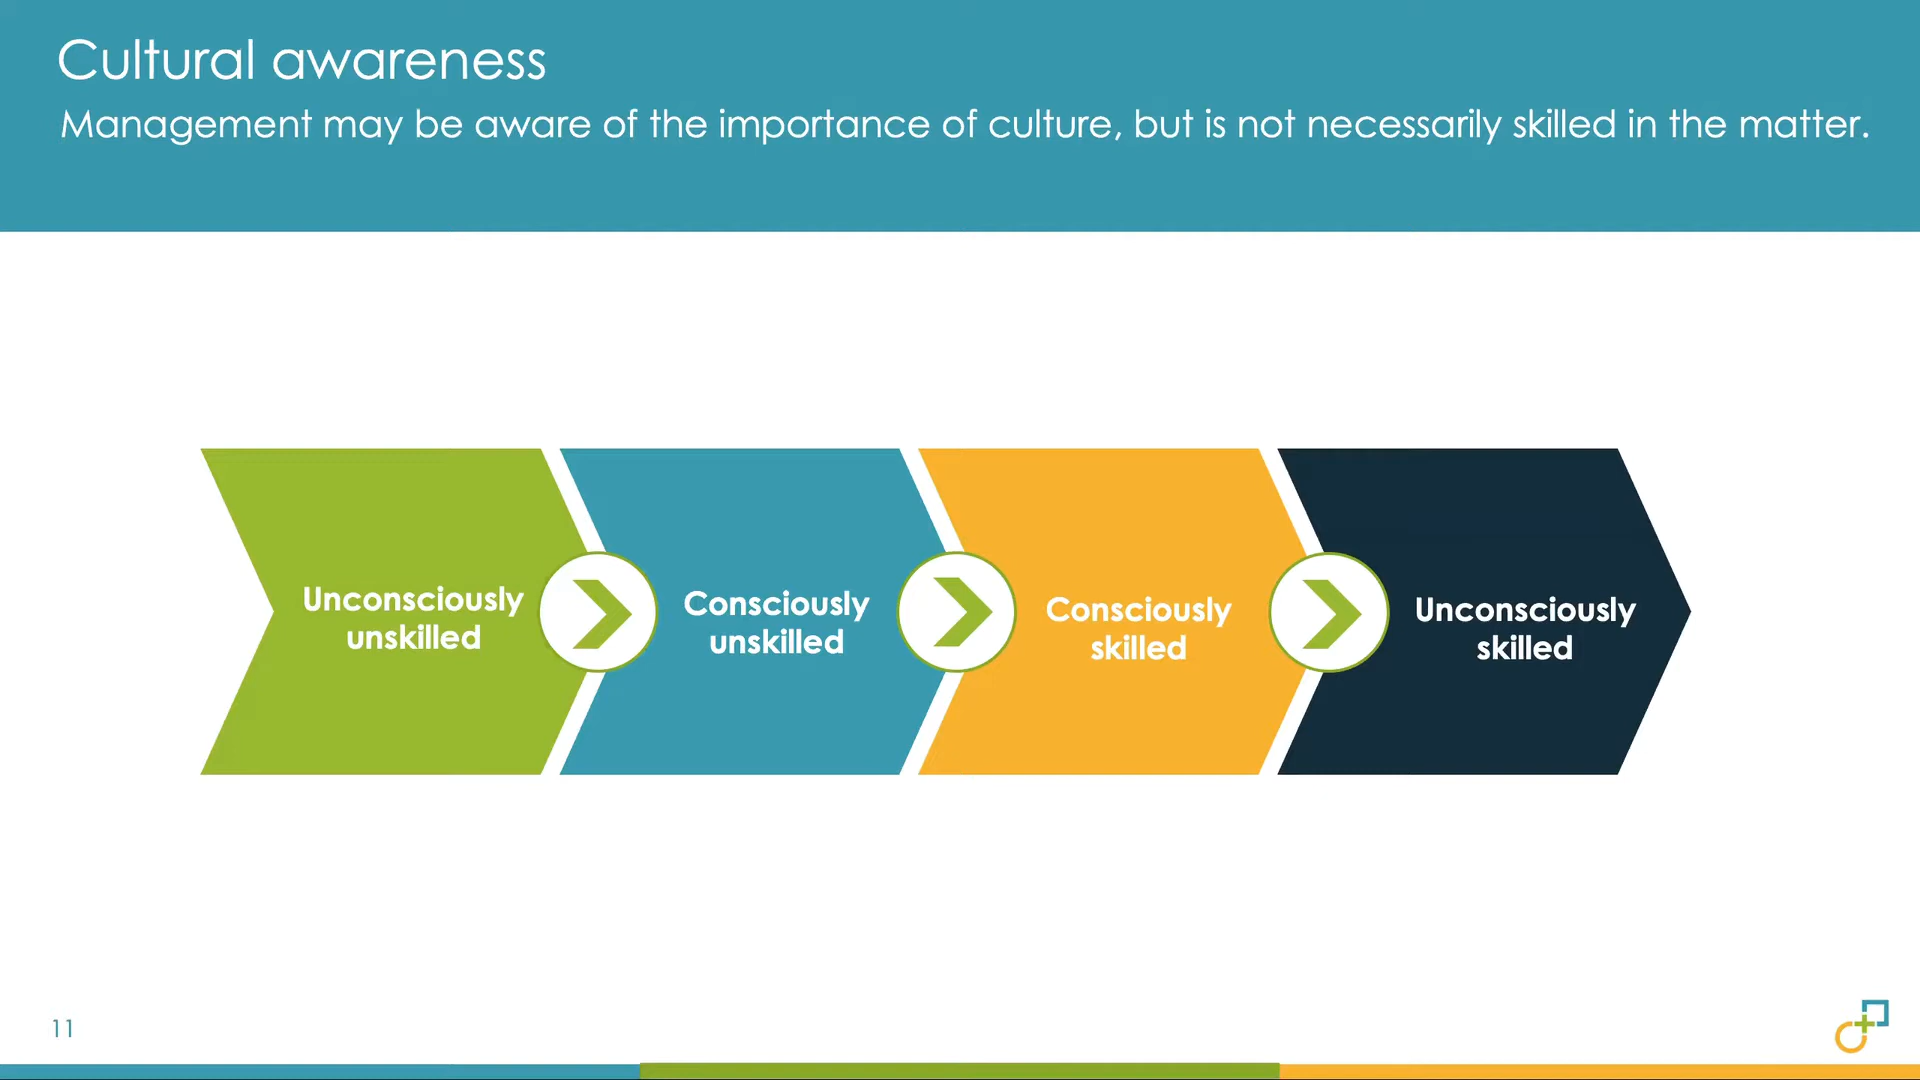 Cultural awareness
Management may be aware of the importance of culture, but is not necessarily skilled in the matter.
Unconsciously
unskilled
Consciously
unskilled
Consciously
skilled
Unconsciously
skilled
11